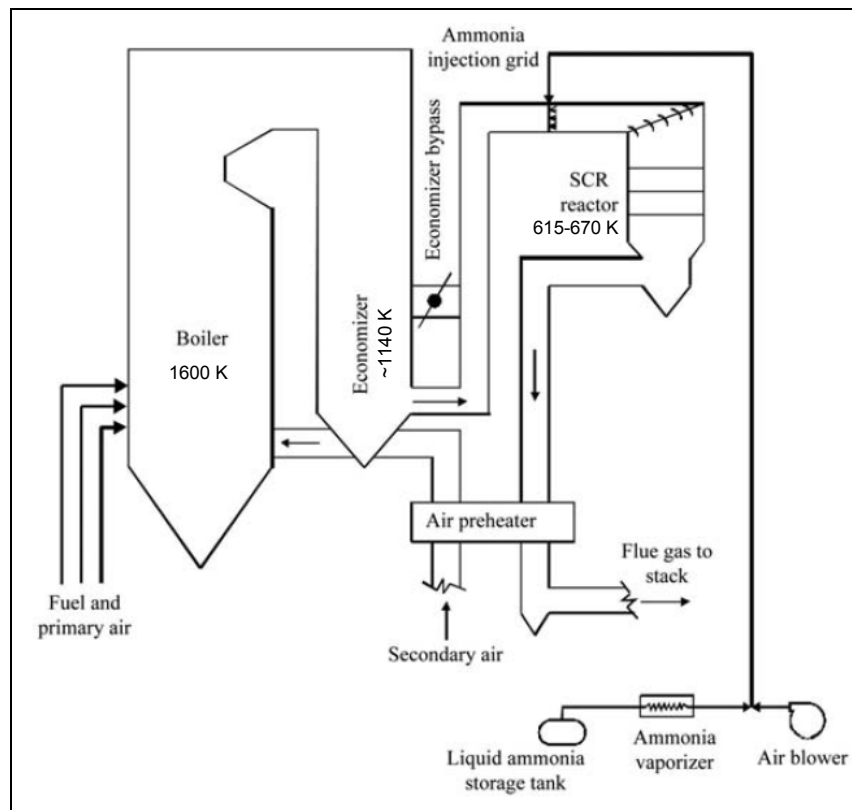 Ammonia
injection grid
Economizer bypass
SCR
reactor
615-670 K
Economizer
~1140 K
Boiler
1600 K
Air preheater
Flue gas to
stack
Fuel and
primary air
Secondary air
Liquid ammonia
storage tank
Ammonia
vaporizer
Air blower